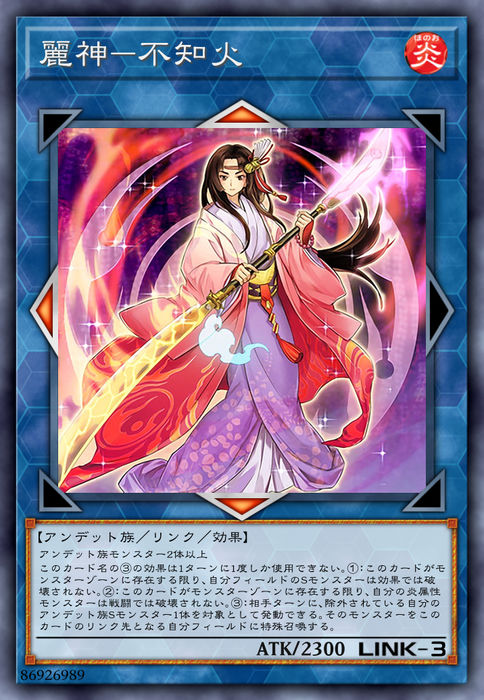 麗神－不知火
ほのお
炎
【アンデット族／リンク／効果】
アンデット族モンスター2体以上
このカード名の③の効果は1ターンに1度しか使用できない。①：このカードがモ
ンスターゾーンに存在する限り、自分フィールドのSモンスターは効果では破
壊されない。②：このカードがモンスターゾーンに存在する限り、自分の炎属性
モンスターは戦闘では破壊されない。③：相手ターンに、除外されている自分の
アンデット族Sモンスター1体を対象として発動できる。そのモンスターをこの
カードのリンク先となる自分フィールドに特殊召喚する。
ATK/2300 LINK-3
86926989